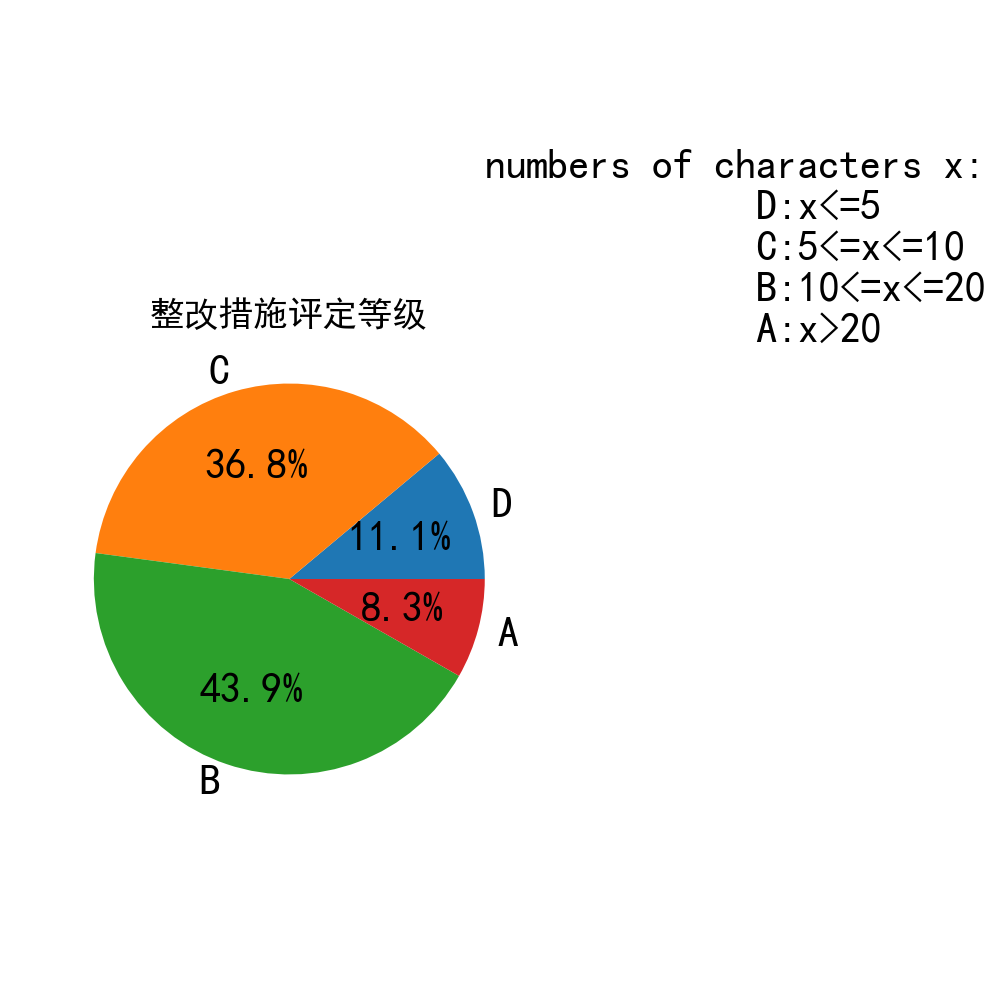 numbers of characters x:
D:x<=5
C:5<=x<=10
B:10<=x<=20
A:x>20
整改措施评定等级
C
36.8%
D
11.1%
8.3%
A
43.9%
B